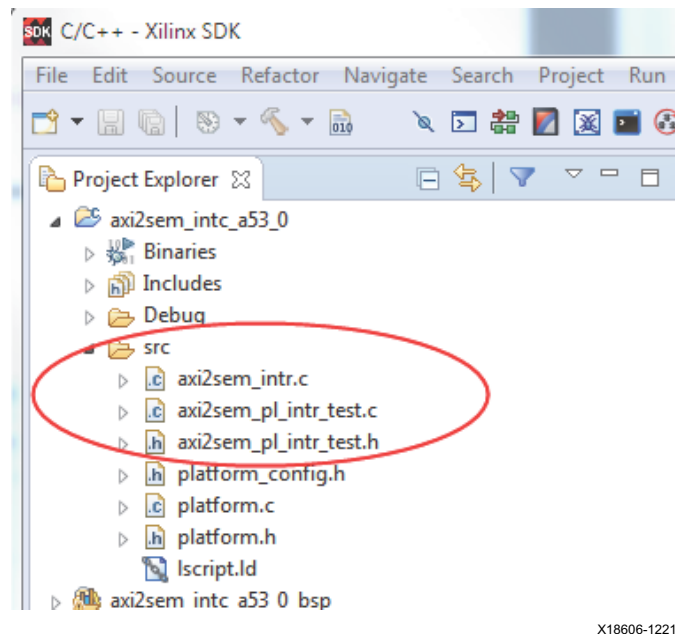 SDK C/C++ - Xilinx SDK
File Edit Source Refactor Navigate Search Project Run
010
Project Explorer
axi2sem_intc_a53_0
Binaries
Includes
Debug
src
axi2sem_intr.c
axi2sem_pl_intr_test.c
axi2sem_pl_intr_test.h
platform_config.h
platform.c
platform.h
lscript.ld
axi2sem_intc_a53_0_bsp
X18606-1221